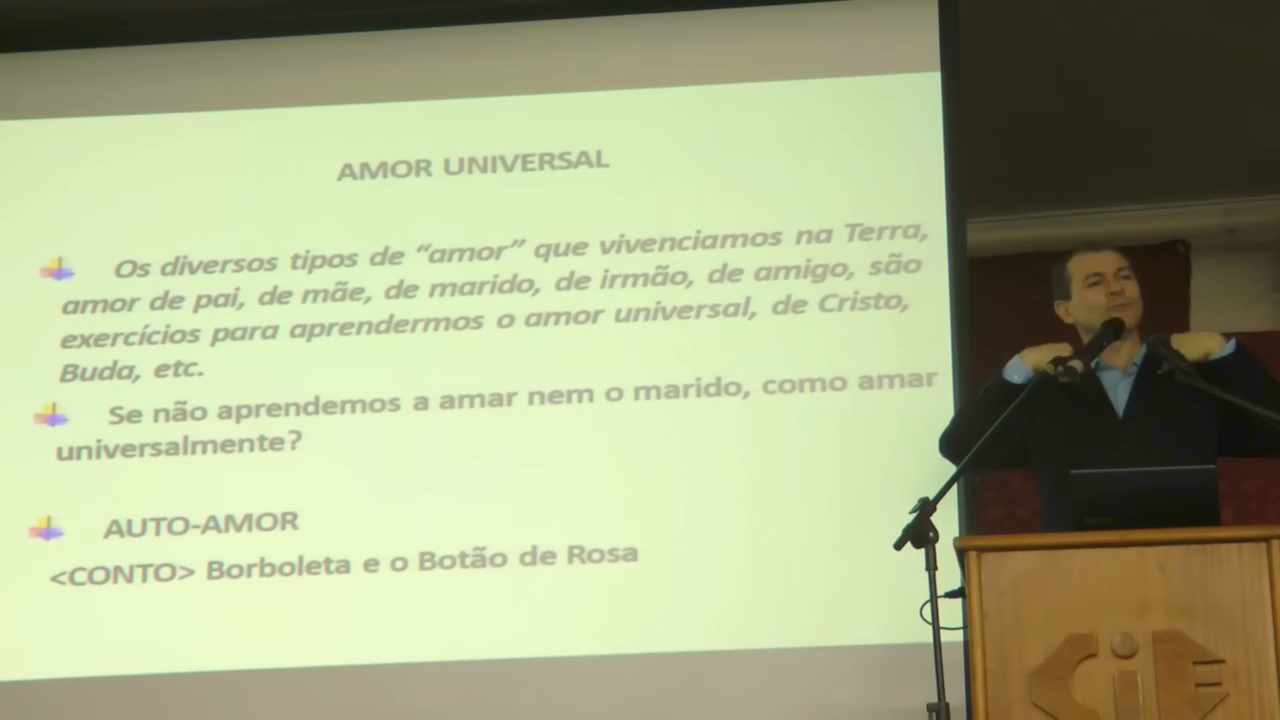 AMOR UNIVERSAL
Os diversos tipos de “amor” que vivenciamos na Terra,
amor de pai, de mãe, de marido, de irmão, de amigo, são
exercícios para aprendermos o amor universal, de Cristo,
Buda, etc.
Se não aprendemos a amar nem o marido, como amar
universalmente?
AUTO-AMOR
<CONTO> Borboleta e o Botão de Rosa
CiE